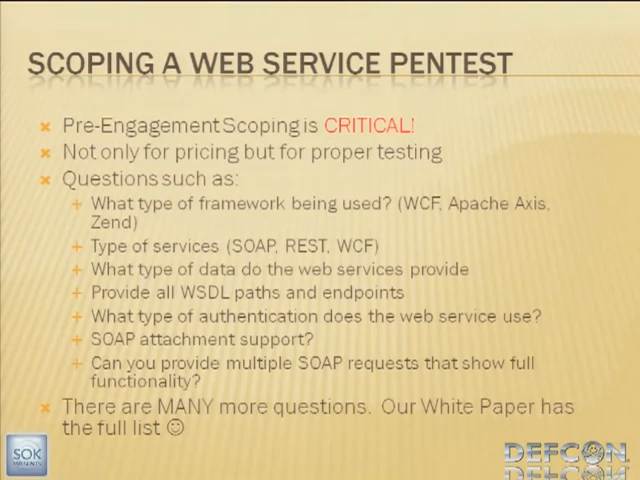 SCOPING A WEB SERVICE PENTEST
Pre-Engagement Scoping is CRITICAL!
Not only for pricing but for proper testing
Questions such as:
What type of framework being used? (WCF, Apache Axis,
Zend)
Type of services (SOAP, REST, WCF)
What type of data do the web services provide
Provide all WSDL paths and endpoints
What type of authentication does the web service use?
SOAP attachment support?
Can you provide multiple SOAP requests that show full
functionality?
There are MANY more questions. Our White Paper has
the full list ☺
SOK
PRESENTS
DEFCON